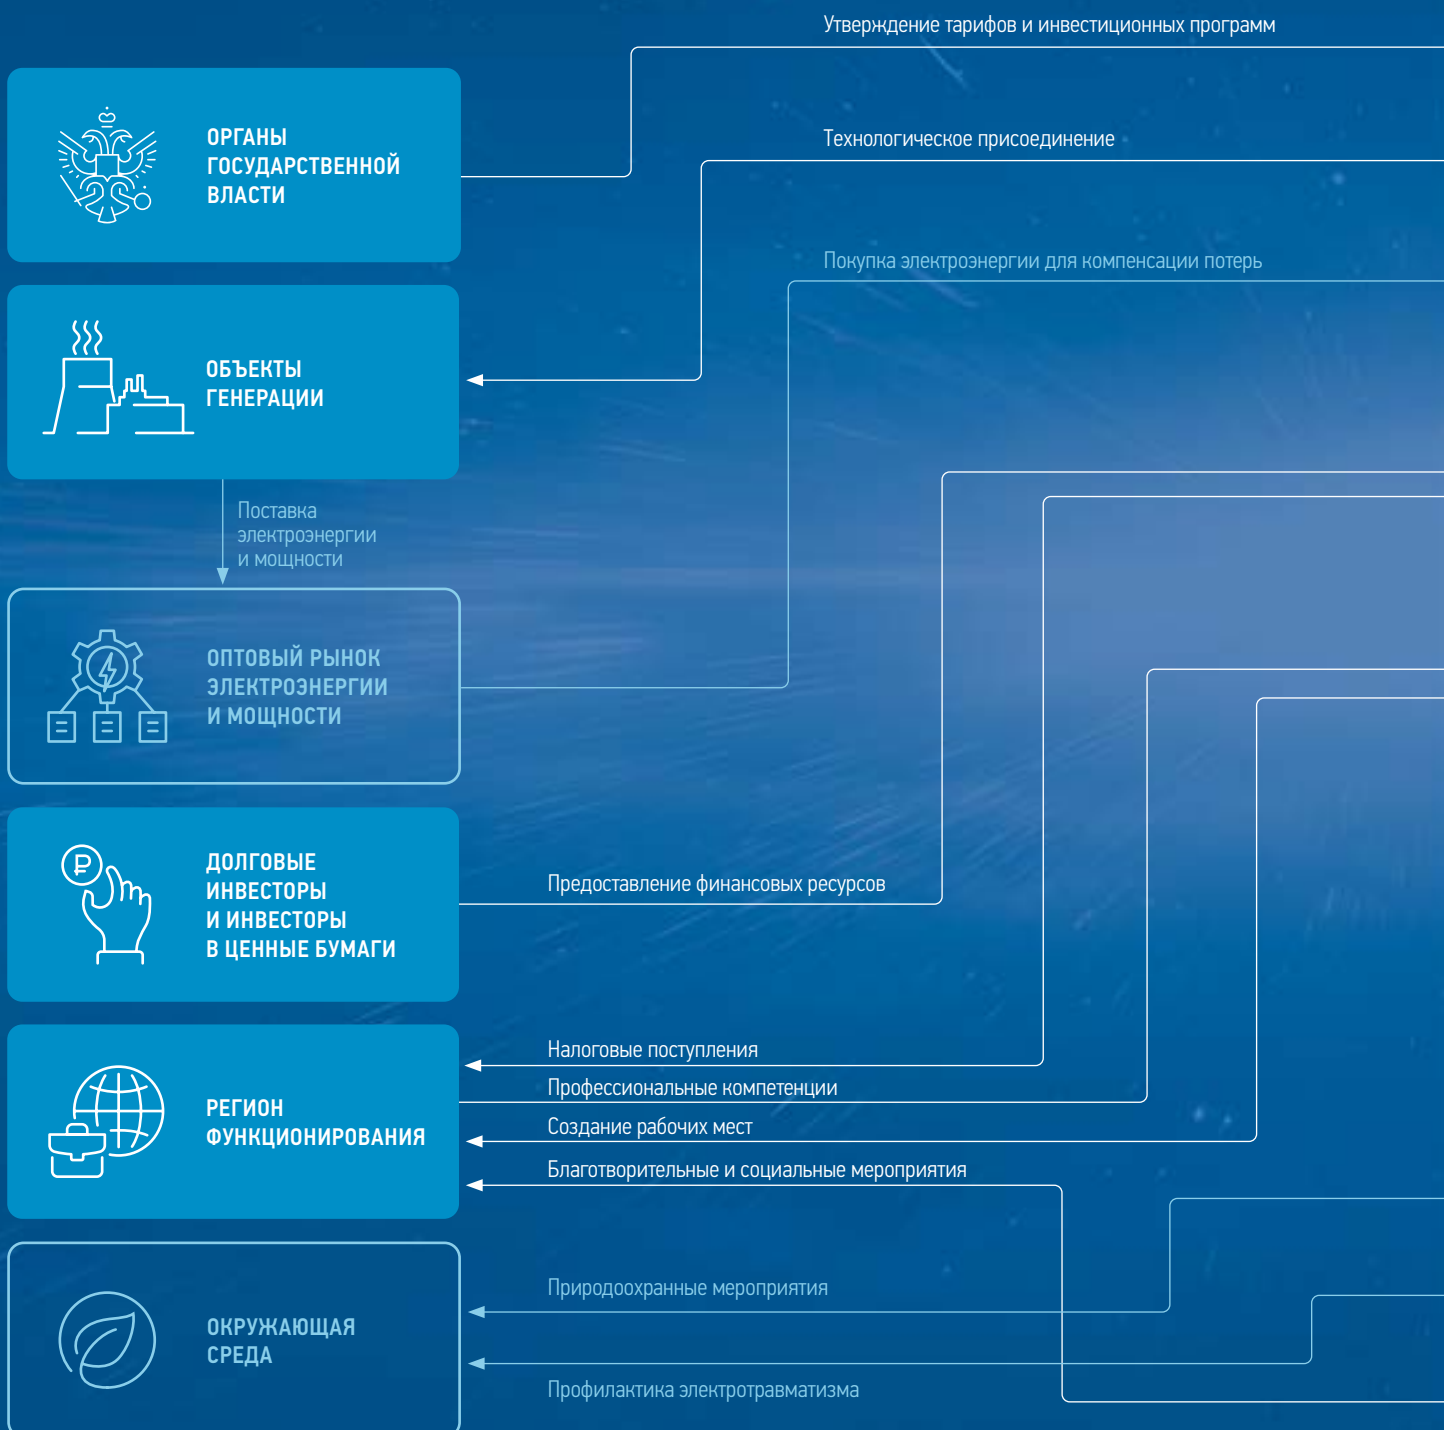 Утверждение тарифов и инвестиционных программ
ОРГАНЫ
ГОСУДАРСТВЕННОЙ
ВЛАСТИ
Технологическое присоединение
Покупка электроэнергии для компенсации потерь
ОБЪЕКТЫ
ГЕНЕРАЦИИ
Поставка
электроэнергии
и мощности
ОПТОВЫЙ РЫНОК
ЭЛЕКТРОЭНЕРГИИ
И МОЩНОСТИ
ДОЛГОВЫЕ
ИНВЕСТОРЫ
И ИНВЕСТОРЫ
В ЦЕННЫЕ БУМАГИ
Предоставление финансовых ресурсов
РЕГИОН
ФУНКЦИОНИРОВАНИЯ
Налоговые поступления
Профессиональные компетенции
Создание рабочих мест
Благотворительные и социальные мероприятия
ОКРУЖАЮЩАЯ
СРЕДА
Природоохранные мероприятия
Профилактика электротравматизма